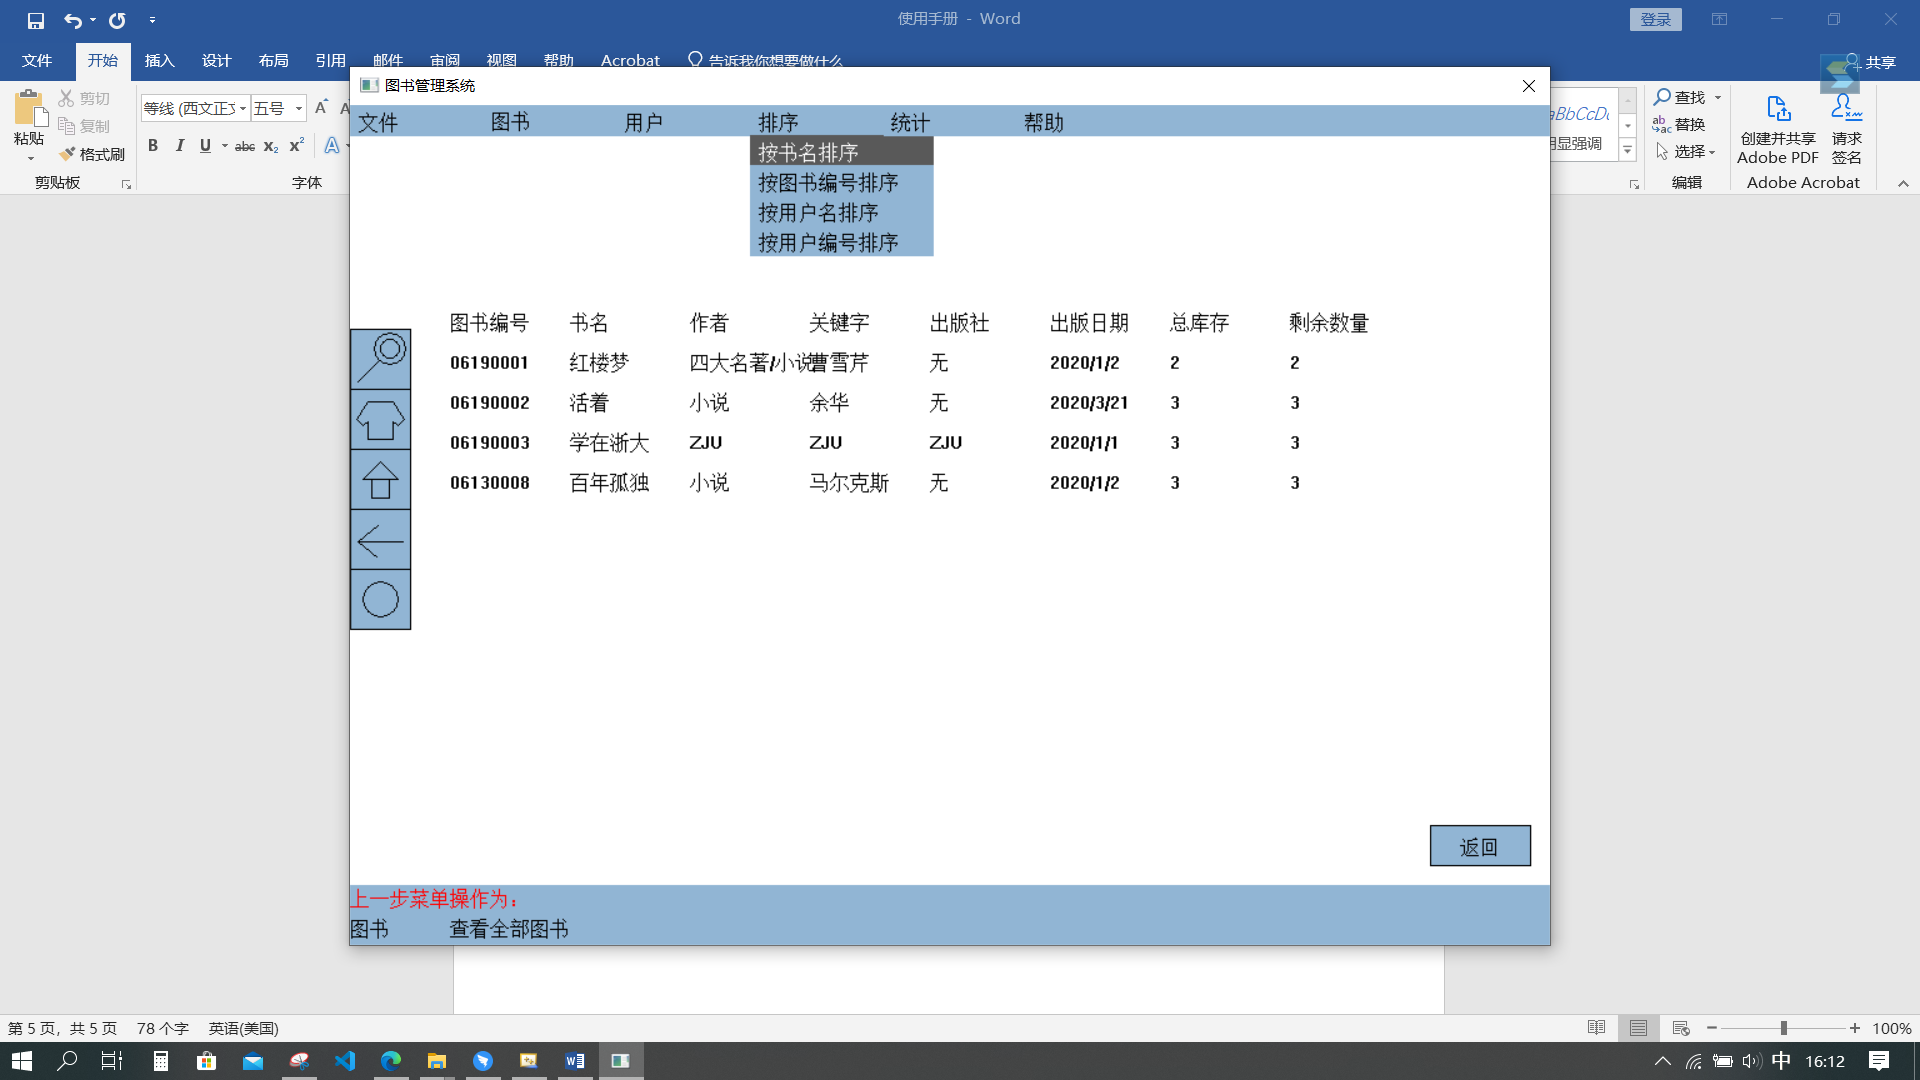 使用手册 - Word
登录
文件 开始 插入 设计 布局 引用 邮件 审阅 视图 帮助 Acrobat 告诉我你想要做什么 共享
粘贴
剪切
复制
格式刷
剪贴板
等线 (西文正文 五号
B I U abc X₂ X² A
字体
明显强调
查找
替换
选择
编辑
创建并共享 Adobe PDF
请求签名
Adobe Acrobat
图书管理系统
文件 图书 用户 排序 统计 帮助
按书名排序
按图书编号排序
按用户名排序
按用户编号排序
图书编号 书名 作者 关键字 出版社 出版日期 总库存 剩余数量
06190001 红楼梦 四大名著/小说 曹雪芹 无 2020/1/2 2 2
06190002 活着 小说 余华 无 2020/3/21 3 3
06190003 学在浙大 ZJU ZJU ZJU 2020/1/1 3 3
06130008 百年孤独 小说 马尔克斯 无 2020/1/2 3 3
返回
上一步菜单操作为：
图书 查看全部图书
第 5 页，共 5 页 78 个字 英语(美国) 100%
中 16:12